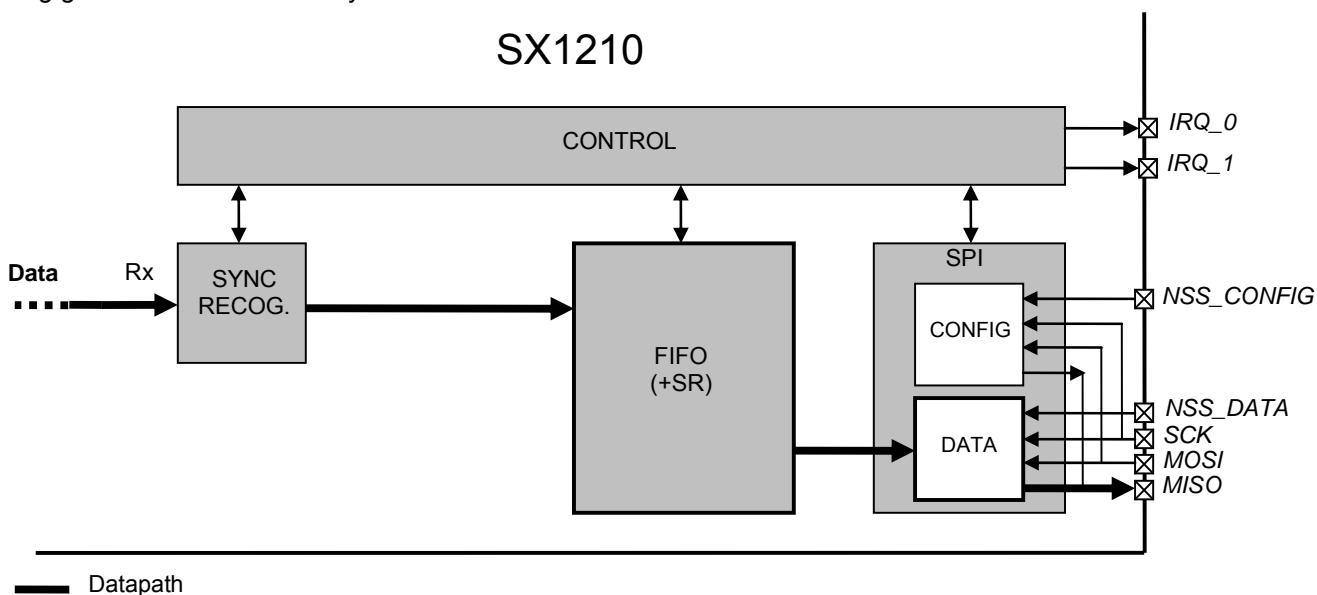 SX1210
CONTROL
IRQ_0
IRQ_1
Data
Rx
SYNC
RECOG.
FIFO
(+SR)
SPI
CONFIG
DATA
NSS_CONFIG
NSS_DATA
SCK
MOSI
MISO
Datapath